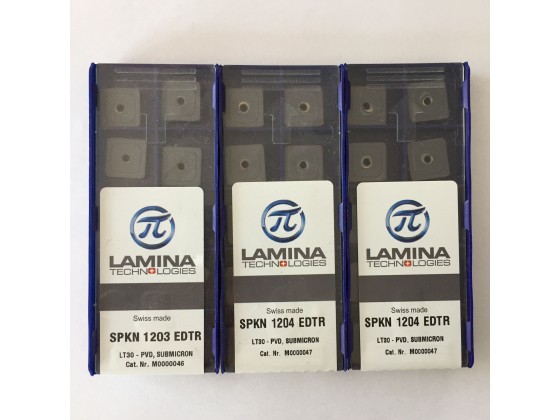 π
LAMINA
TECHNOLOGIES
Swiss made
SPKN 1203 EDTR
LT30 - PVD, SUBMICRON
Cat. Nr. M0000046
π
LAMINA
TECHNOLOGIES
Swiss made
SPKN 1204 EDTR
LT30 - PVD, SUBMICRON
Cat. Nr. M0000047
π
LAMINA
TECHNOLOGIES
Swiss made
SPKN 1204 EDTR
LT30 - PVD, SUBMICRON
Cat. Nr. M0000047